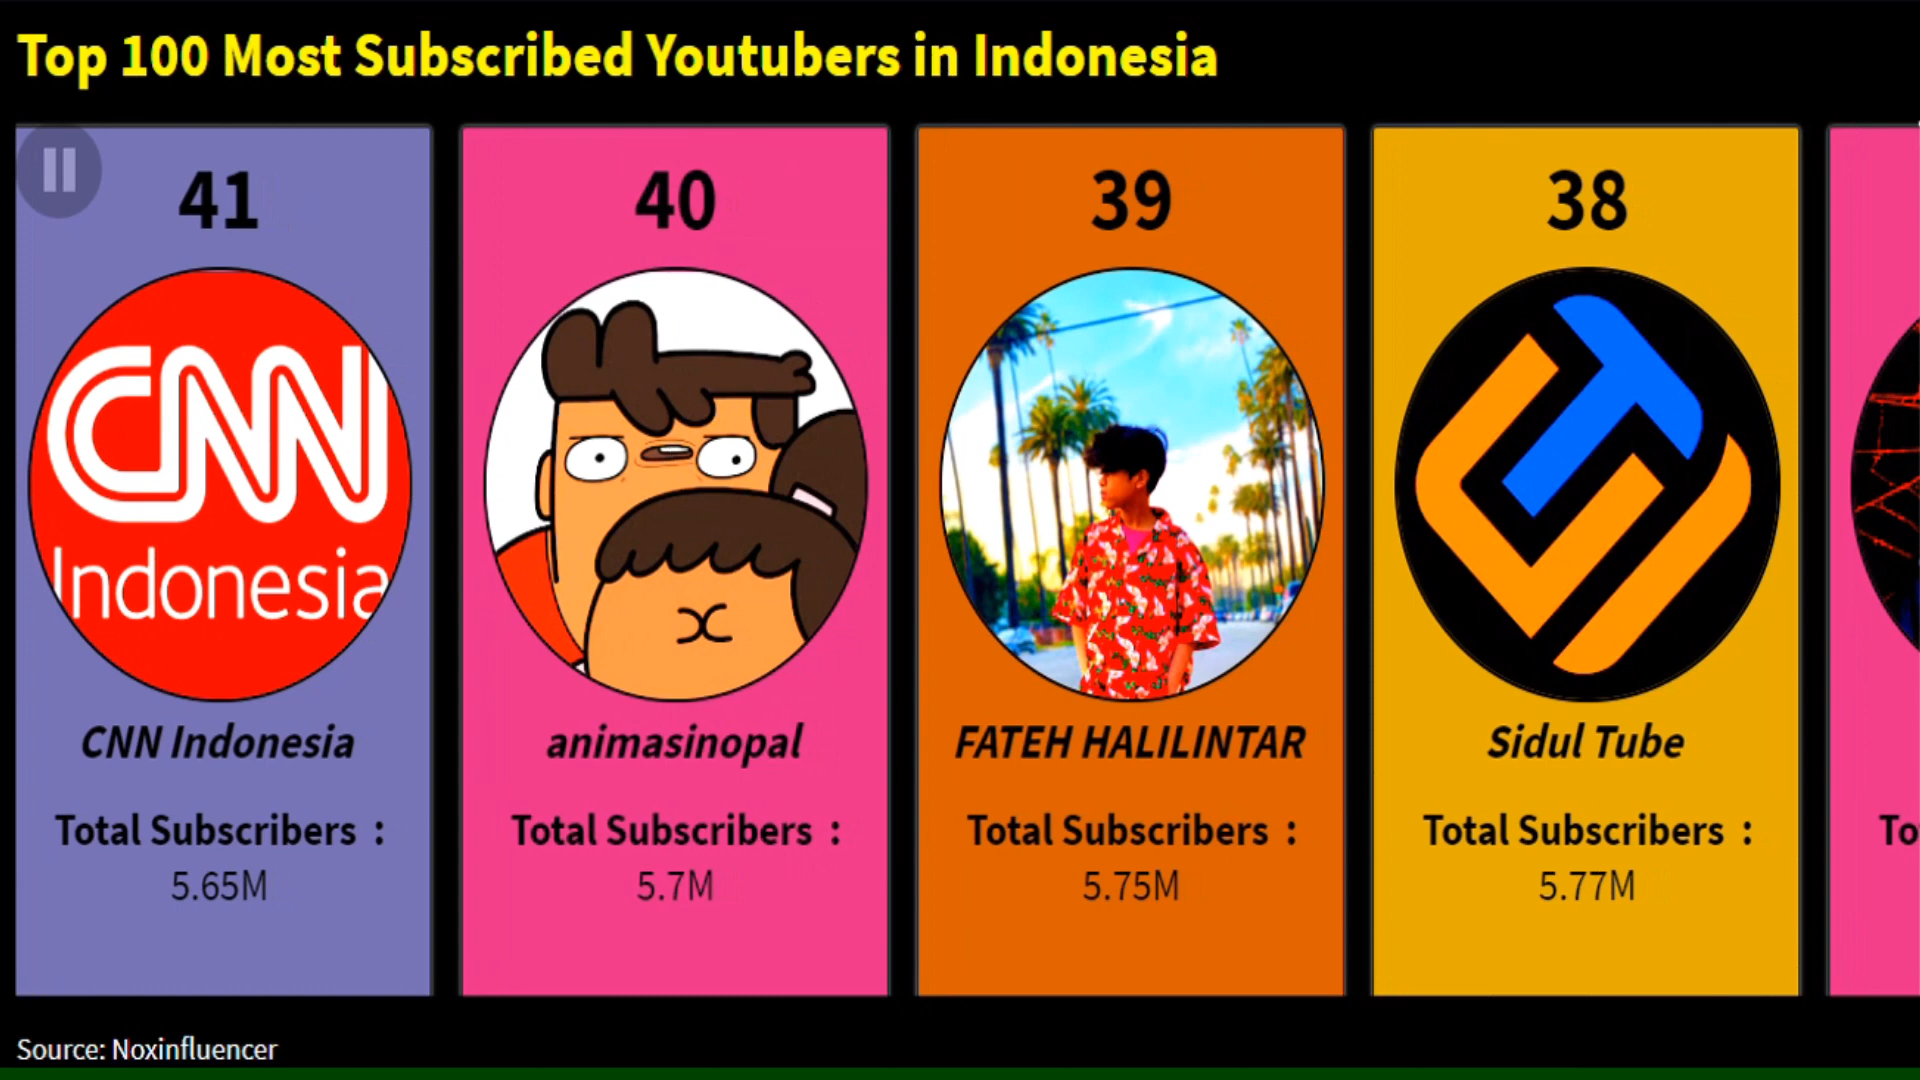 Top 100 Most Subscribed Youtubers in Indonesia
41
CNN
Indonesia
CNN Indonesia
Total Subscribers :
5.65M
40
animasinopal
Total Subscribers :
5.7M
39
FATEH HALILINTAR
Total Subscribers :
5.75M
38
Sidul Tube
Total Subscribers :
5.77M
To
Source: Noxinfluencer